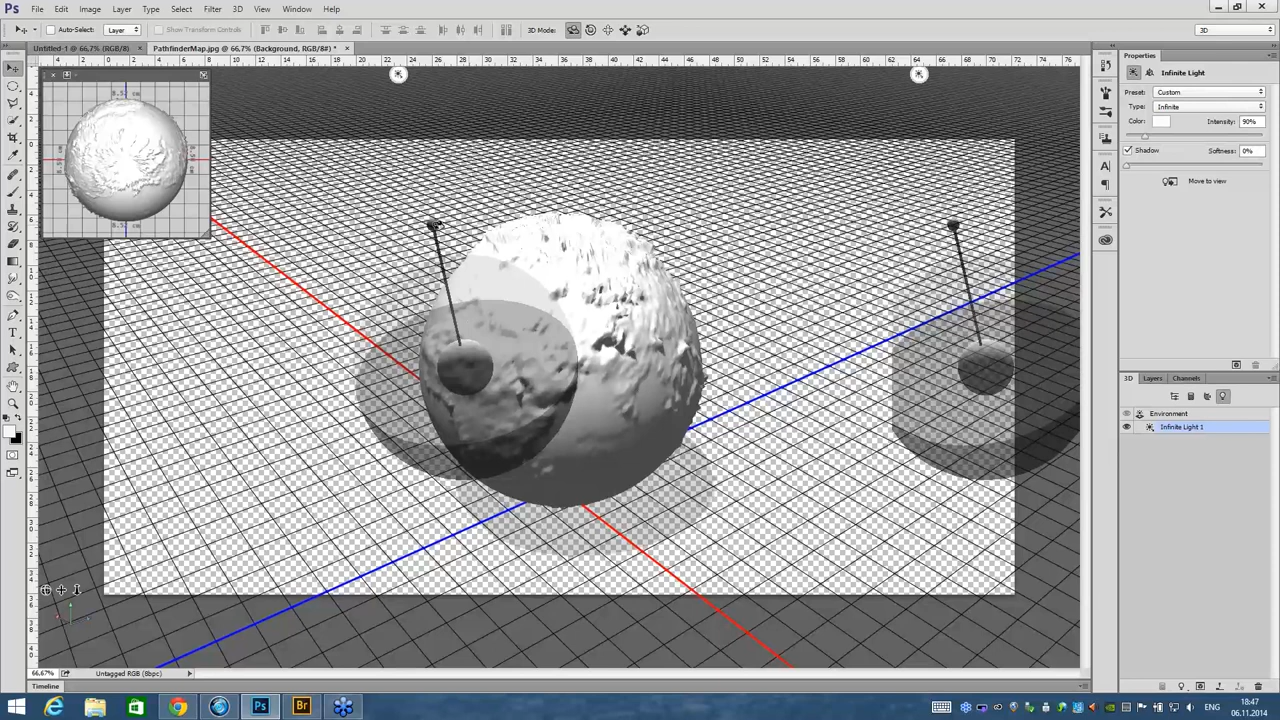 Ps File Edit Image Layer Type Select Filter 3D View Window Help
Auto-Select: Layer Show Transform Controls 3D Mode: 3D
Untitled-1 @ 66,7% (RGB/8) × PathfinderMap.jpg @ 66,7% (Background, RGB/8#) * ×
Properties
Infinite Light
Preset: Custom
Type: Infinite
Color: Intensity: 90%
Shadow Softness: 0%
Move to view
3D Layers Channels
Environment
Infinite Light 1
66.67% Untagged RGB (8bpc)
Timeline
Ps Br ENG
18:47
06.11.2014